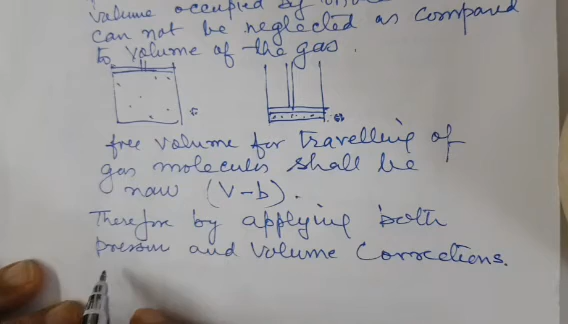 Volume occupied by
can not be neglected as compared
to volume of the gas.
free volume for travelling of
gas molecules shall be
now (V-b).
Therefore by applying both
pressure and volume Corrections.